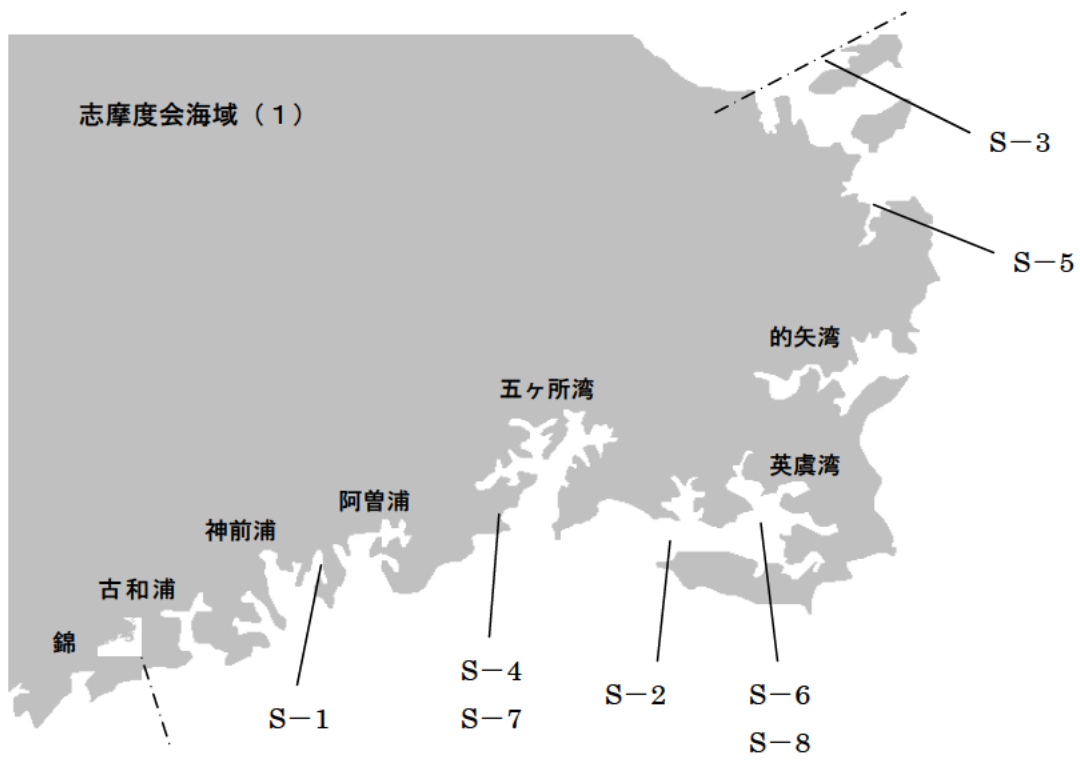 志摩度会海域（１）
S－3
S－5
的矢湾
五ヶ所湾
英虞湾
阿曽浦
神前浦
古和浦
錦
S－4
S－7
S－2
S－6
S－8
S－1